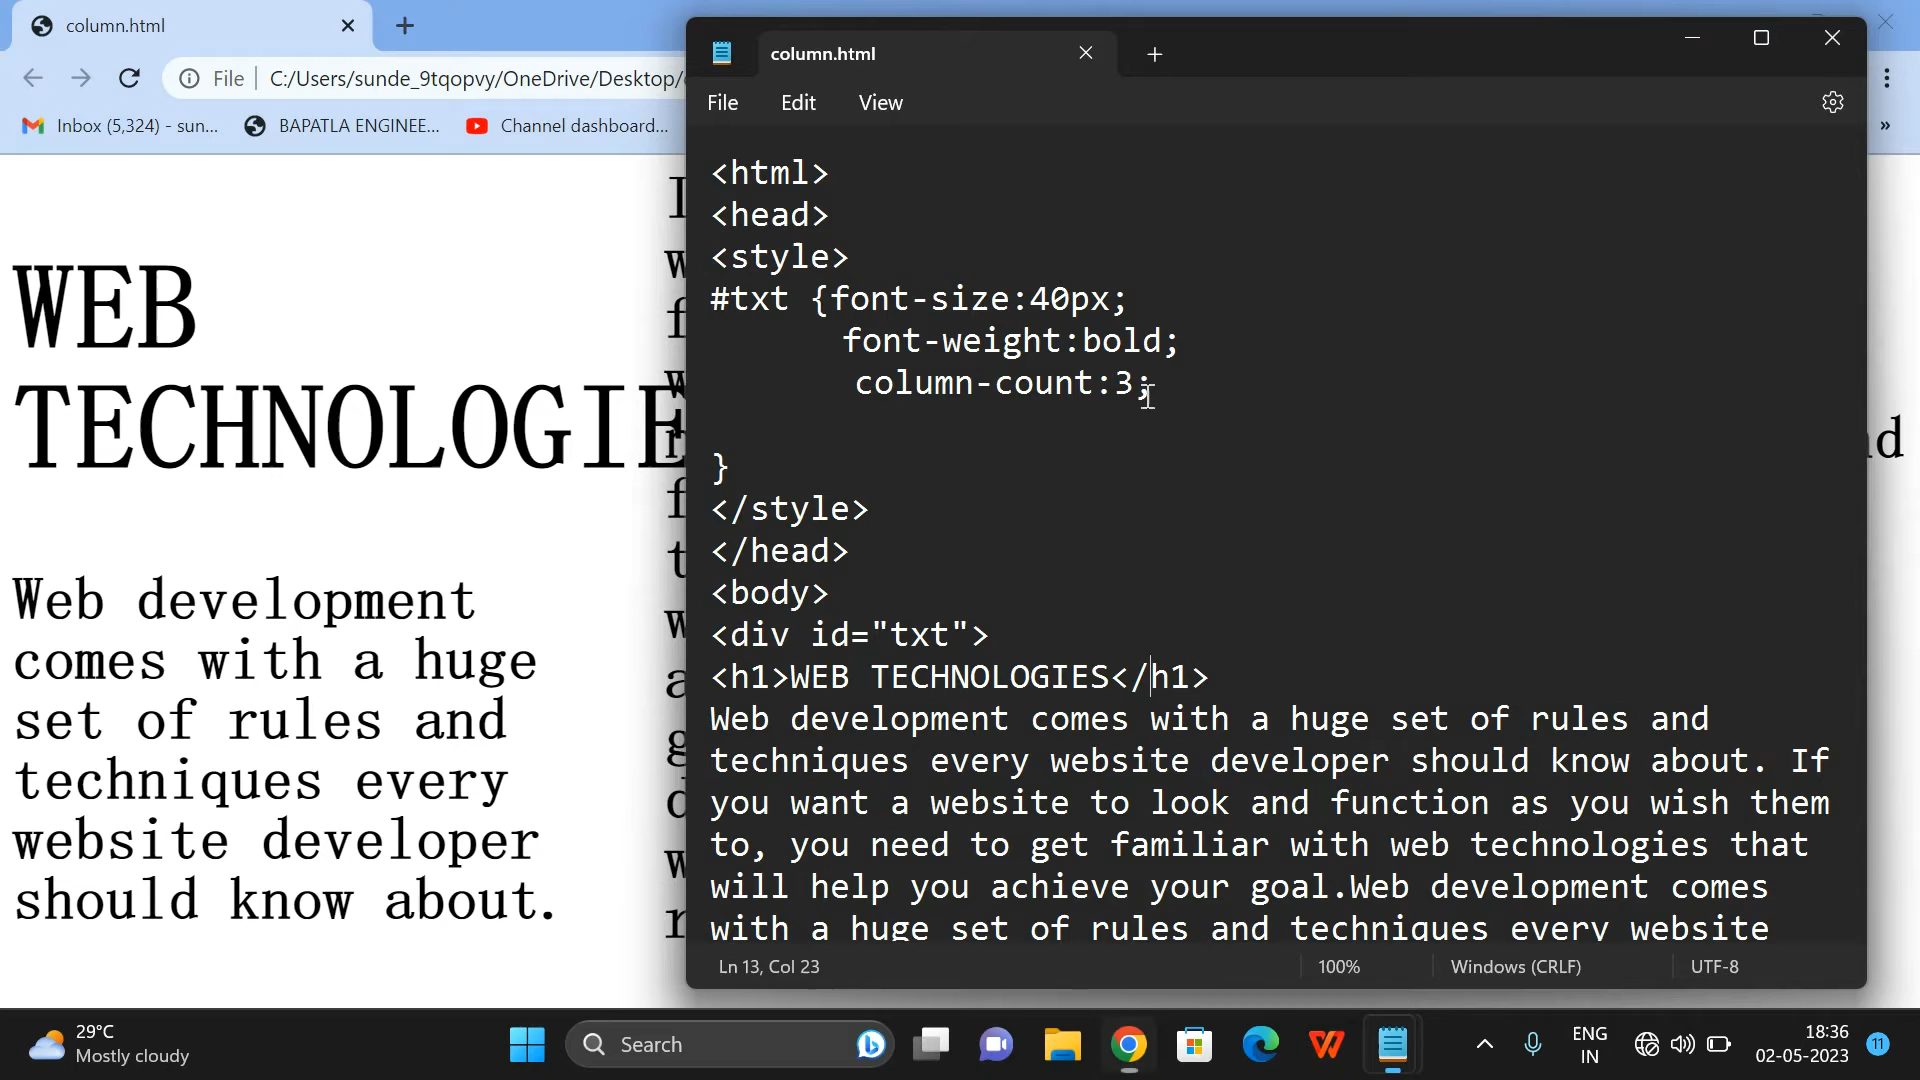 column.html
File
C:/Users/sunde_9tqopvy/OneDrive/Desktop/
Inbox (5,324) - sun...
BAPATLA ENGINEE...
Channel dashboard...
»
WEB
TECHNOLOGIE
Web development
comes with a huge
set of rules and
techniques every
website developer
should know about.
column.html
File
Edit
View
<html>
<head>
<style>
#txt {font-size:40px;
font-weight:bold;
column-count:3;
}
</style>
</head>
<body>
<div id="txt">
<h1>WEB TECHNOLOGIES</h1>
Web development comes with a huge set of rules and
techniques every website developer should know about. If
you want a website to look and function as you wish them
to, you need to get familiar with web technologies that
will help you achieve your goal.Web development comes
with a huge set of rules and techniques every website
Ln 13, Col 23
100%
Windows (CRLF)
UTF-8
29°C
Mostly cloudy
Search
ENG
IN
18:36
02-05-2023
11